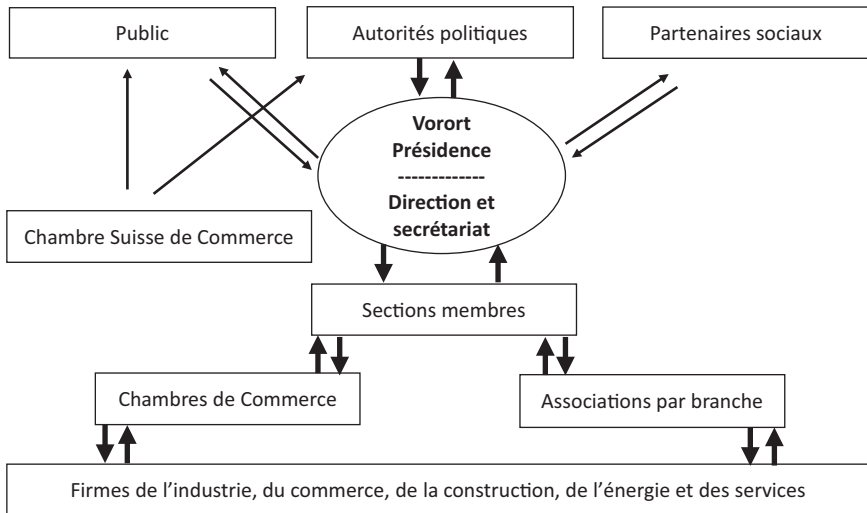 Public
Autorités politiques
Partenaires sociaux
Vorort
Présidence
-------------
Direction et
secrétariat
Chambre Suisse de Commerce
Sections membres
Chambres de Commerce
Associations par branche
Firmes de l’industrie, du commerce, de la construction, de l’énergie et des services